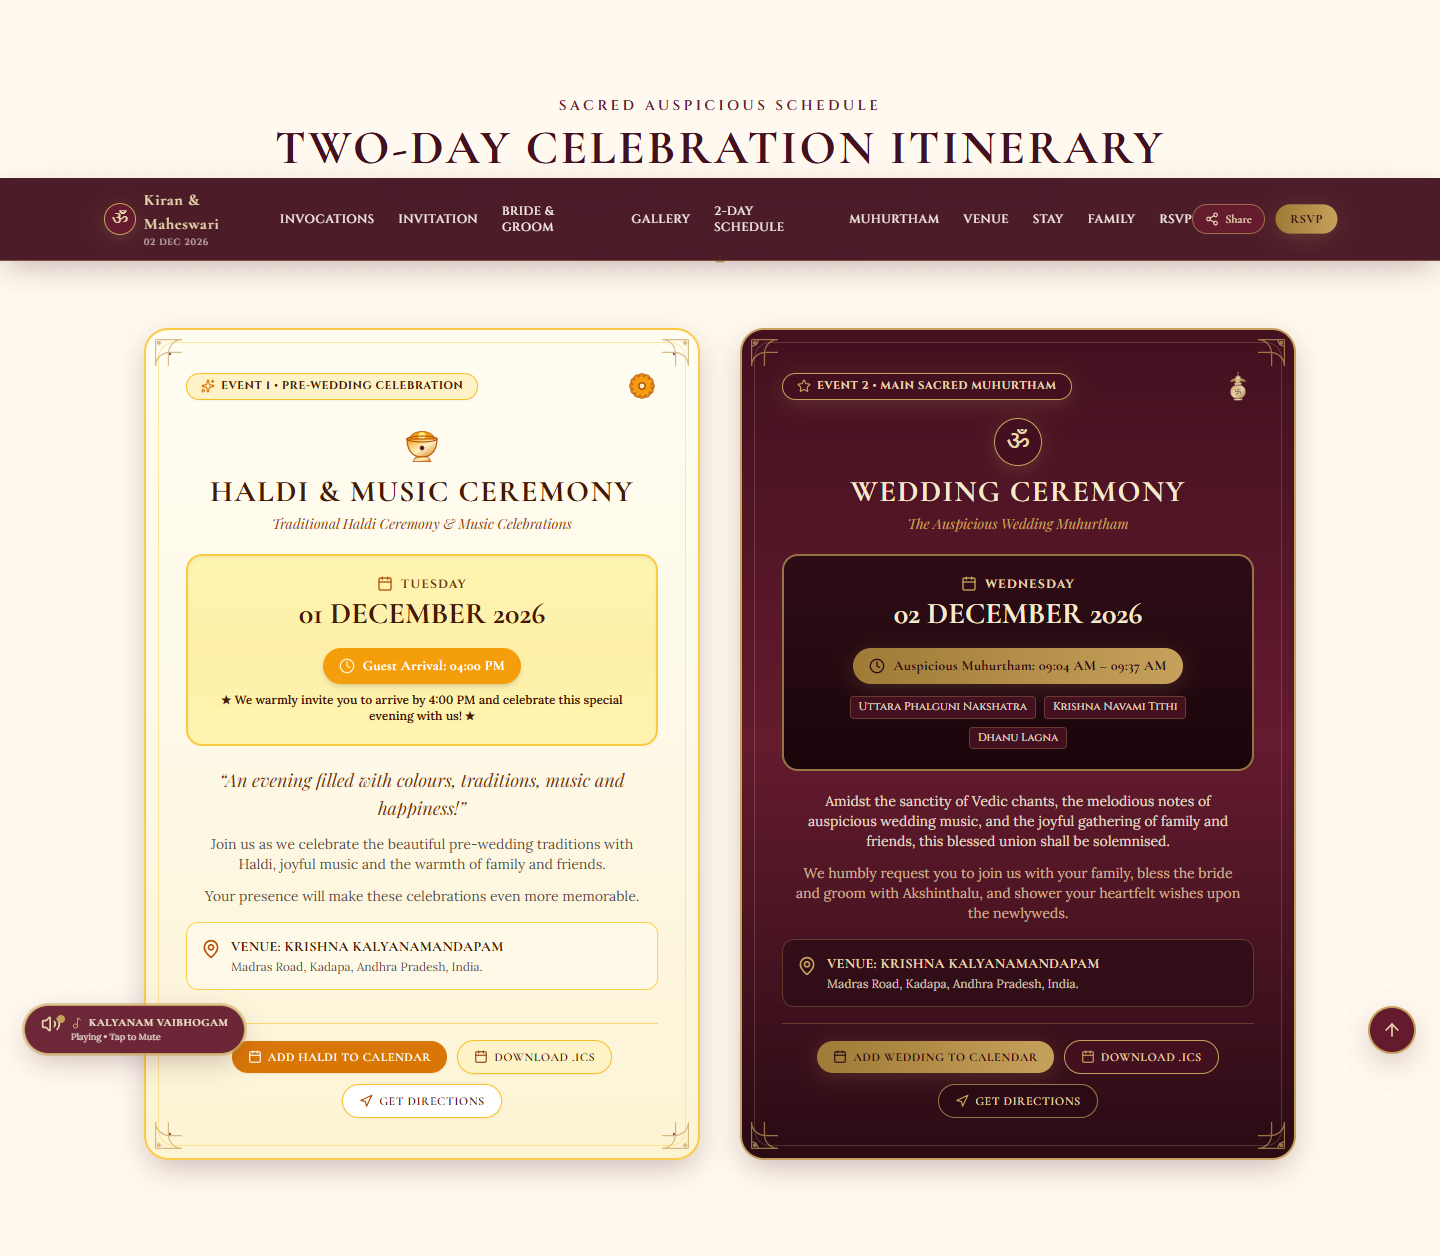 SACRED AUSPICIOUS SCHEDULE
TWO-DAY CELEBRATION ITINERARY
ॐ
Kiran &
Maheswari
02 DEC 2026
INVOCATIONS
INVITATION
BRIDE &
GROOM
GALLERY
2-DAY
SCHEDULE
MUHURTHAM
VENUE
STAY
FAMILY
RSVP
Share
RSVP
EVENT 1 • PRE-WEDDING CELEBRATION
HALDI & MUSIC CEREMONY
Traditional Haldi Ceremony & Music Celebrations
TUESDAY
01 DECEMBER 2026
Guest Arrival: 04:00 PM
★ We warmly invite you to arrive by 4:00 PM and celebrate this special
evening with us! ★
“An evening filled with colours, traditions, music and
happiness!”
Join us as we celebrate the beautiful pre-wedding traditions with
Haldi, joyful music and the warmth of family and friends.
Your presence will make these celebrations even more memorable.
VENUE: KRISHNA KALYANAMANDAPAM
Madras Road, Kadapa, Andhra Pradesh, India.
ADD HALDI TO CALENDAR
DOWNLOAD .ICS
GET DIRECTIONS
EVENT 2 • MAIN SACRED MUHURTHAM
ॐ
WEDDING CEREMONY
The Auspicious Wedding Muhurtham
WEDNESDAY
02 DECEMBER 2026
Auspicious Muhurtham: 09:04 AM – 09:37 AM
UTTARA PHALGUNI NAKSHATRA
KRISHNA NAVAMI TITHI
DHANU LAGNA
Amidst the sanctity of Vedic chants, the melodious notes of
auspicious wedding music, and the joyful gathering of family and
friends, this blessed union shall be solemnised.
We humbly request you to join us with your family, bless the bride
and groom with Akshinthalu, and shower your heartfelt wishes upon
the newlyweds.
VENUE: KRISHNA KALYANAMANDAPAM
Madras Road, Kadapa, Andhra Pradesh, India.
ADD WEDDING TO CALENDAR
DOWNLOAD .ICS
GET DIRECTIONS
KALYANAM VAIBHOGAM
Playing • Tap to Mute